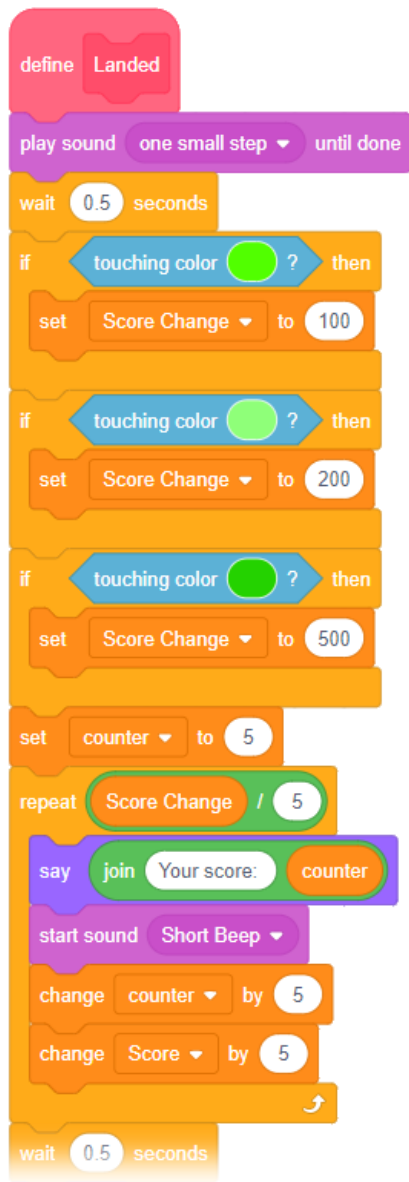 define Landed
play sound one small step until done
wait 0.5 seconds
if touching color ? then
set Score Change to 100
if touching color ? then
set Score Change to 200
if touching color ? then
set Score Change to 500
set counter to 5
repeat Score Change / 5
say join Your score: counter
start sound Short Beep
change counter by 5
change Score by 5
wait 0.5 seconds